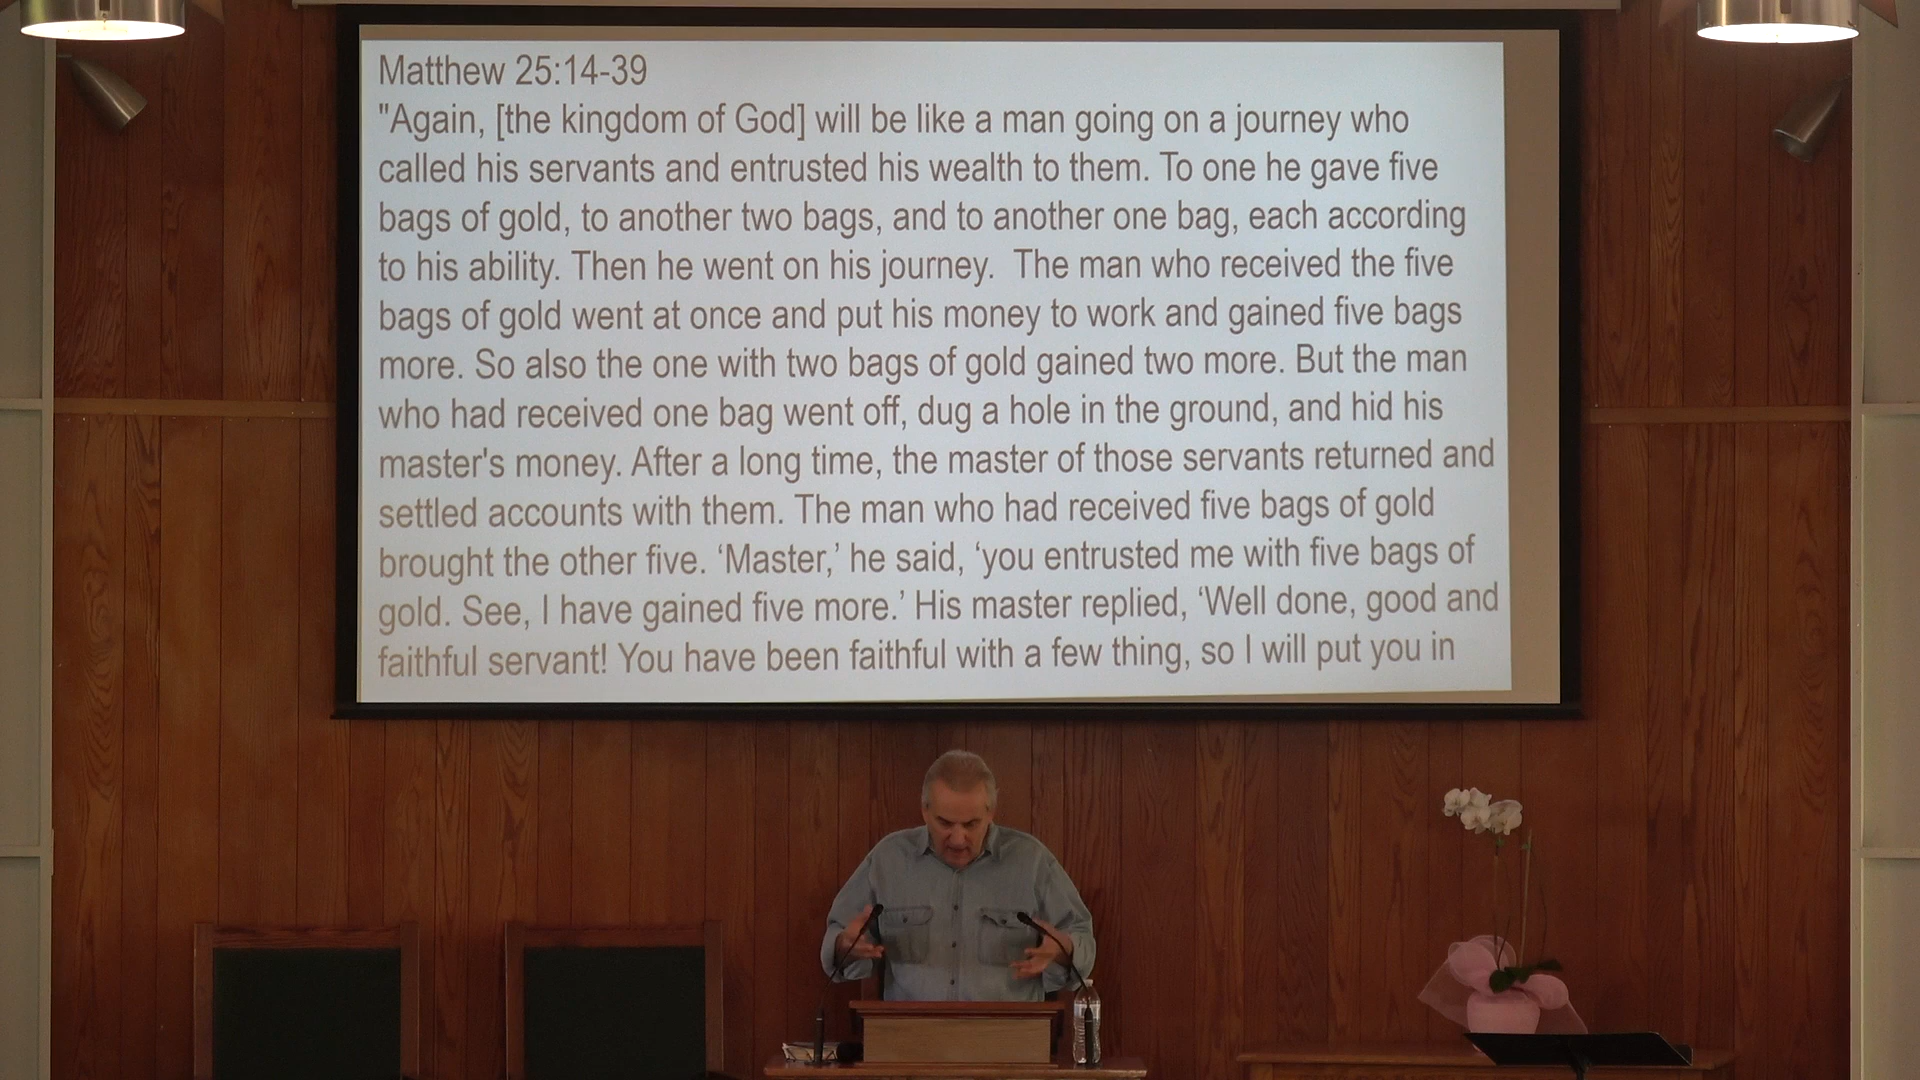 Matthew 25:14-39
"Again, [the kingdom of God] will be like a man going on a journey who
called his servants and entrusted his wealth to them. To one he gave five
bags of gold, to another two bags, and to another one bag, each according
to his ability. Then he went on his journey.  The man who received the five
bags of gold went at once and put his money to work and gained five bags
more. So also the one with two bags of gold gained two more. But the man
who had received one bag went off, dug a hole in the ground, and hid his
master's money. After a long time, the master of those servants returned and
settled accounts with them. The man who had received five bags of gold
brought the other five. ‘Master,’ he said, ‘you entrusted me with five bags of
gold. See, I have gained five more.’ His master replied, ‘Well done, good and
faithful servant! You have been faithful with a few thing, so I will put you in